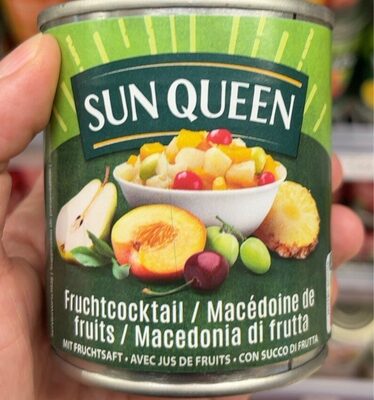 SUN QUEEN
Fruchtcocktail / Macédoine de
fruits / Macedonia di frutta
MIT FRUCHTSAFT • AVEC JUS DE FRUITS • CON SUCCO DI FRUTTA